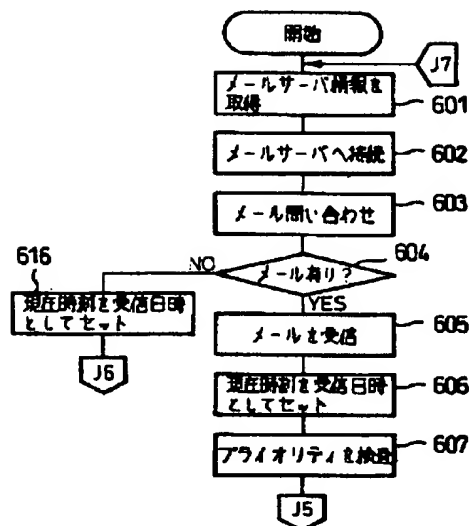 開始
J7
メールサーバ情報を
取得
601
メールサーバへ接続
602
メール問い合わせ
603
メール有り?
604
NO
YES
616
現在時刻を受信日時
としてセット
J6
メールを受信
605
現在時刻を受信日時
としてセット
606
プライオリティを検出
607
J5